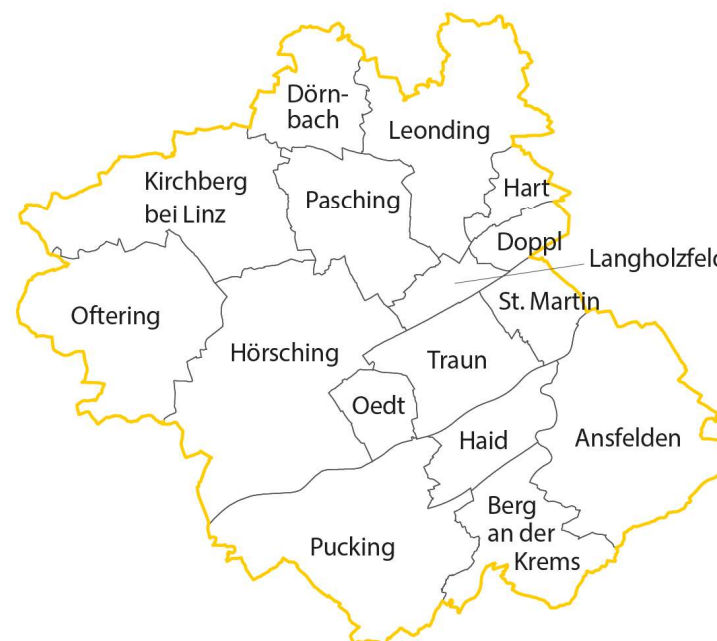 Dörn-
bach
Leonding
Kirchberg
bei Linz
Pasching
Hart
Doppl
Langholzfeld
Oftering
St. Martin
Hörsching
Traun
Oedt
Haid
Ansfelden
Berg
an der
Krems
Pucking